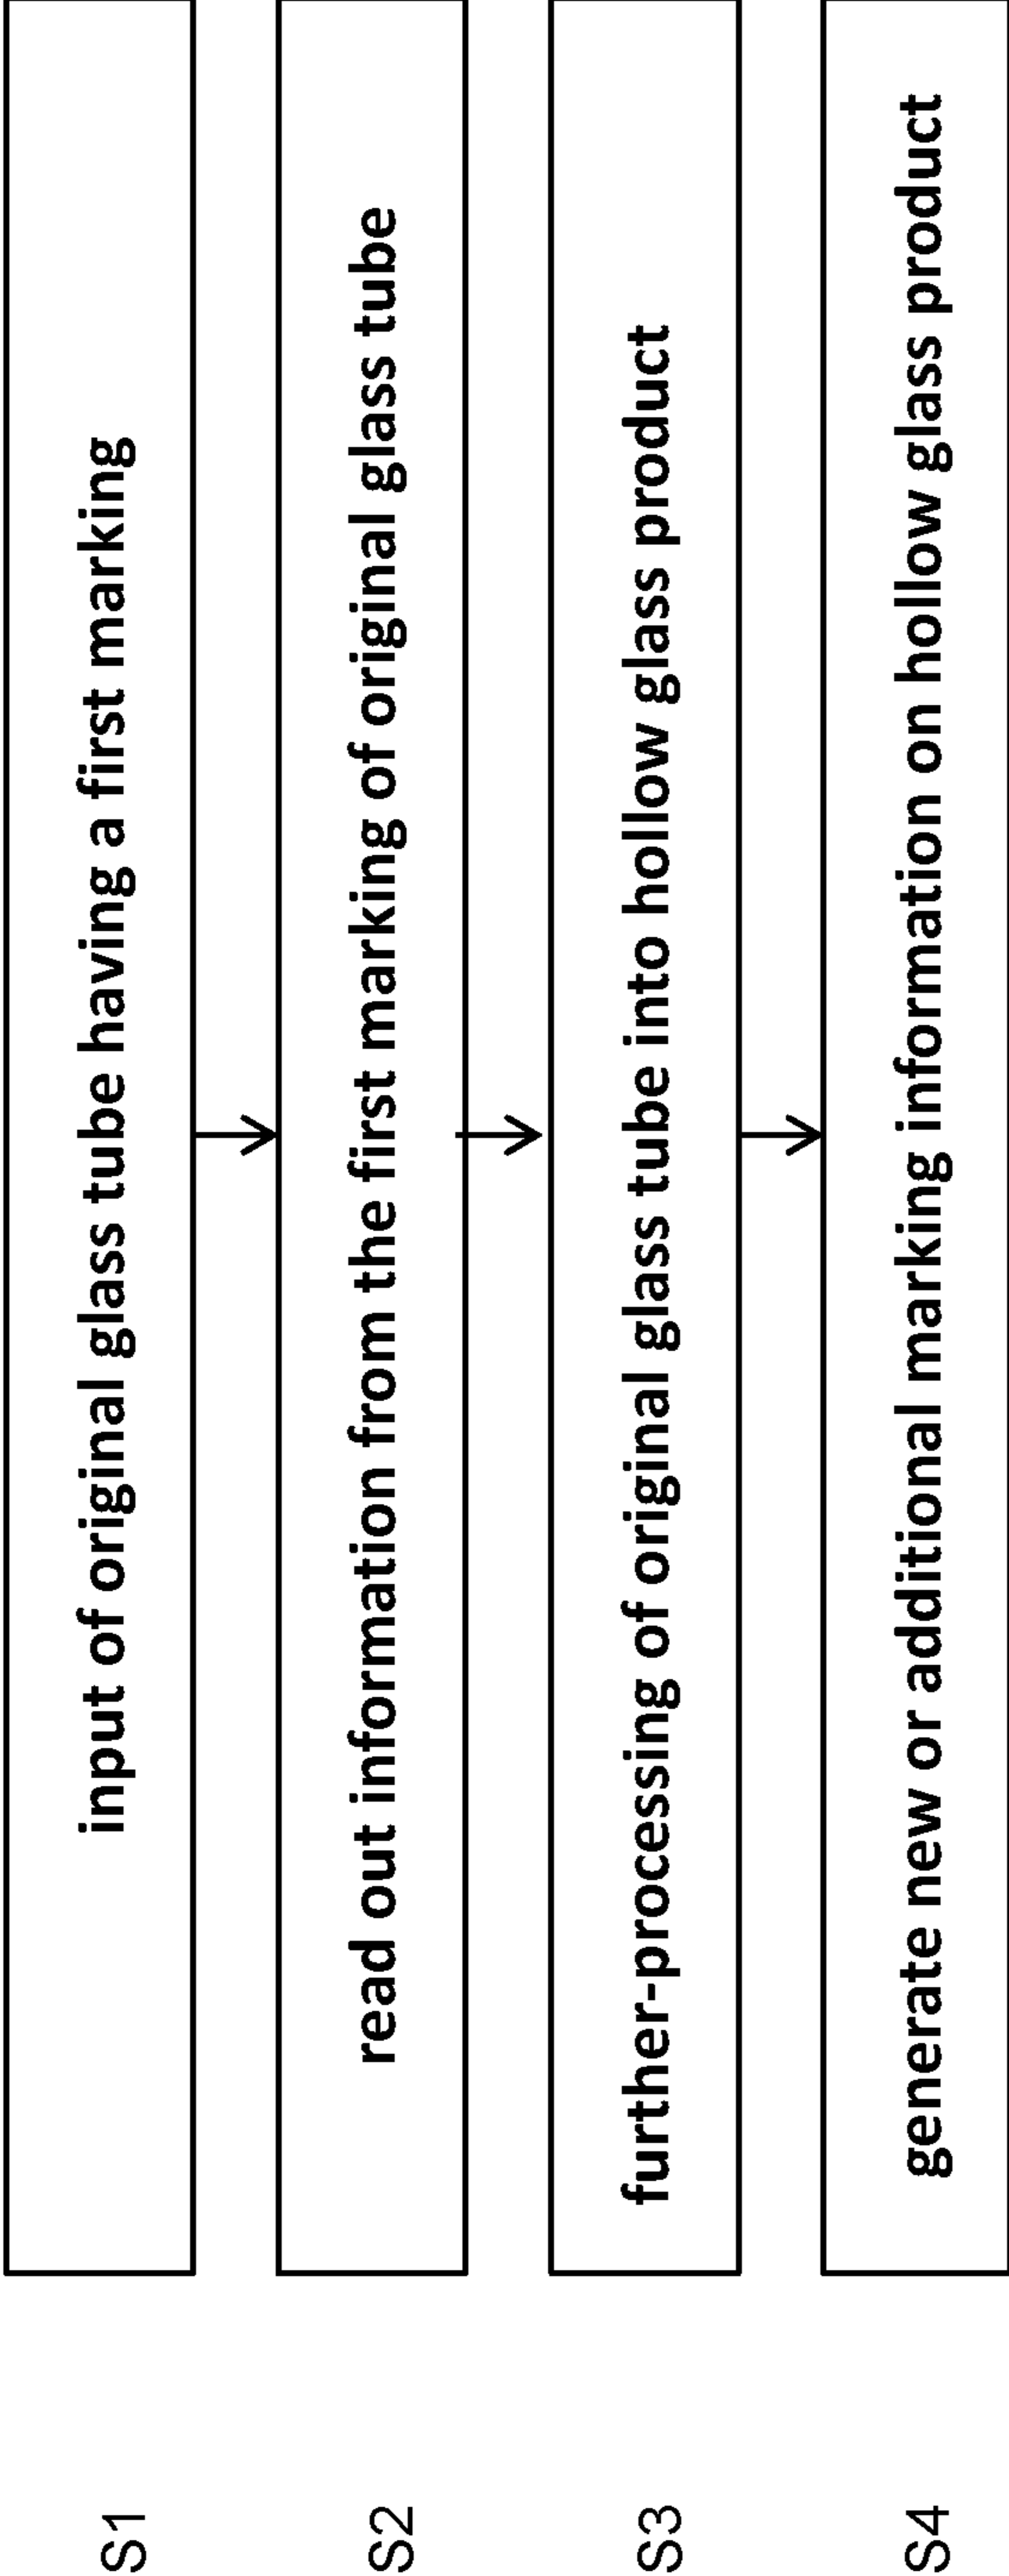 S1
input of original glass tube having a first marking
S2
read out information from the first marking of original glass tube
S3
further-processing of original glass tube into hollow glass product
S4
generate new or additional marking information on hollow glass product